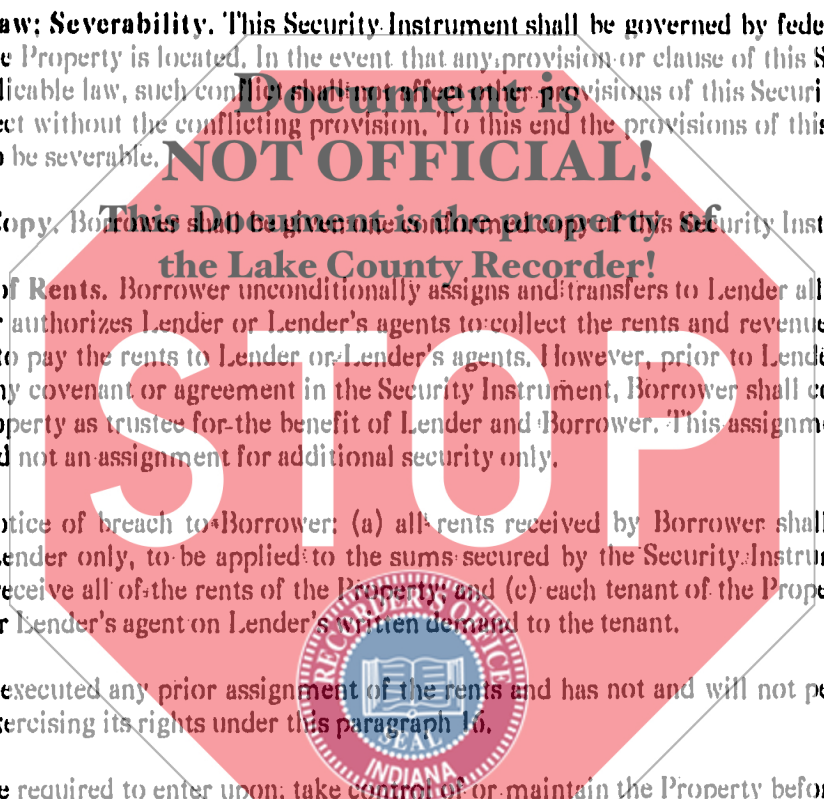 aw; Severability. This Security Instrument shall be governed by fede
e Property is located. In the event that any provision or clause of this S
licable law, such conflict shall not affect other provisions of this Securi
Document is
ct without the conflicting provision. To this end the provisions of this
be severable.
NOT OFFICIAL!
opy. Borrower shall be given one conformed copy of this Security Inst
This Document is the property of
the Lake County Recorder!
of Rents. Borrower unconditionally assigns and transfers to Lender all
r authorizes Lender or Lender's agents to collect the rents and revenue
to pay the rents to Lender or Lender's agents. However, prior to Lende
ny covenant or agreement in the Security Instrument, Borrower shall co
operty as trustee for the benefit of Lender and Borrower. This assignm
d not an assignment for additional security only.
STOP
otice of breach to Borrower: (a) all rents received by Borrower shal
ender only, to be applied to the sums secured by the Security Instru
eceive all of the rents of the Property; and (c) each tenant of the Prope
r Lender's agent on Lender's written demand to the tenant.
RECORDER'S OFFICE
executed any prior assignment of the rents and has not and will not pe
ercising its rights under this paragraph 16.
SEAL
INDIANA
e required to enter upon, take control of or maintain the Property befor